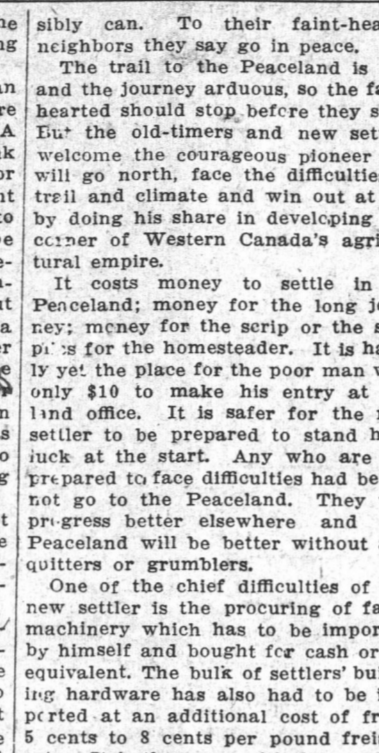 sibly can. To their faint-hea
neighbors they say go in peace.
The trail to the Peaceland is
and the journey arduous, so the fa
hearted should stop before they s
But the old-timers and new set
welcome the courageous pioneer
will go north, face the difficultie
trail and climate and win out at
by doing his share in developing
corner of Western Canada's agri
tural empire.
It costs money to settle in
Peaceland; money for the long jo
ney; money for the scrip or the s
for the homesteader. It is ha
ly yet the place for the poor man w
only $10 to make his entry at
land office. It is safer for the
settler to be prepared to stand h
luck at the start. Any who are
prepared to face difficulties had be
not go to the Peaceland. They
progress better elsewhere and
Peaceland will be better without
quitters or grumblers.
One of the chief difficulties of
new settler is the procuring of fa
machinery which has to be impor
by himself and bought for cash or
equivalent. The bulk of settlers' bu
ing hardware has also had to be i
ported at an additional cost of fr
5 cents to 8 cents per pound frei